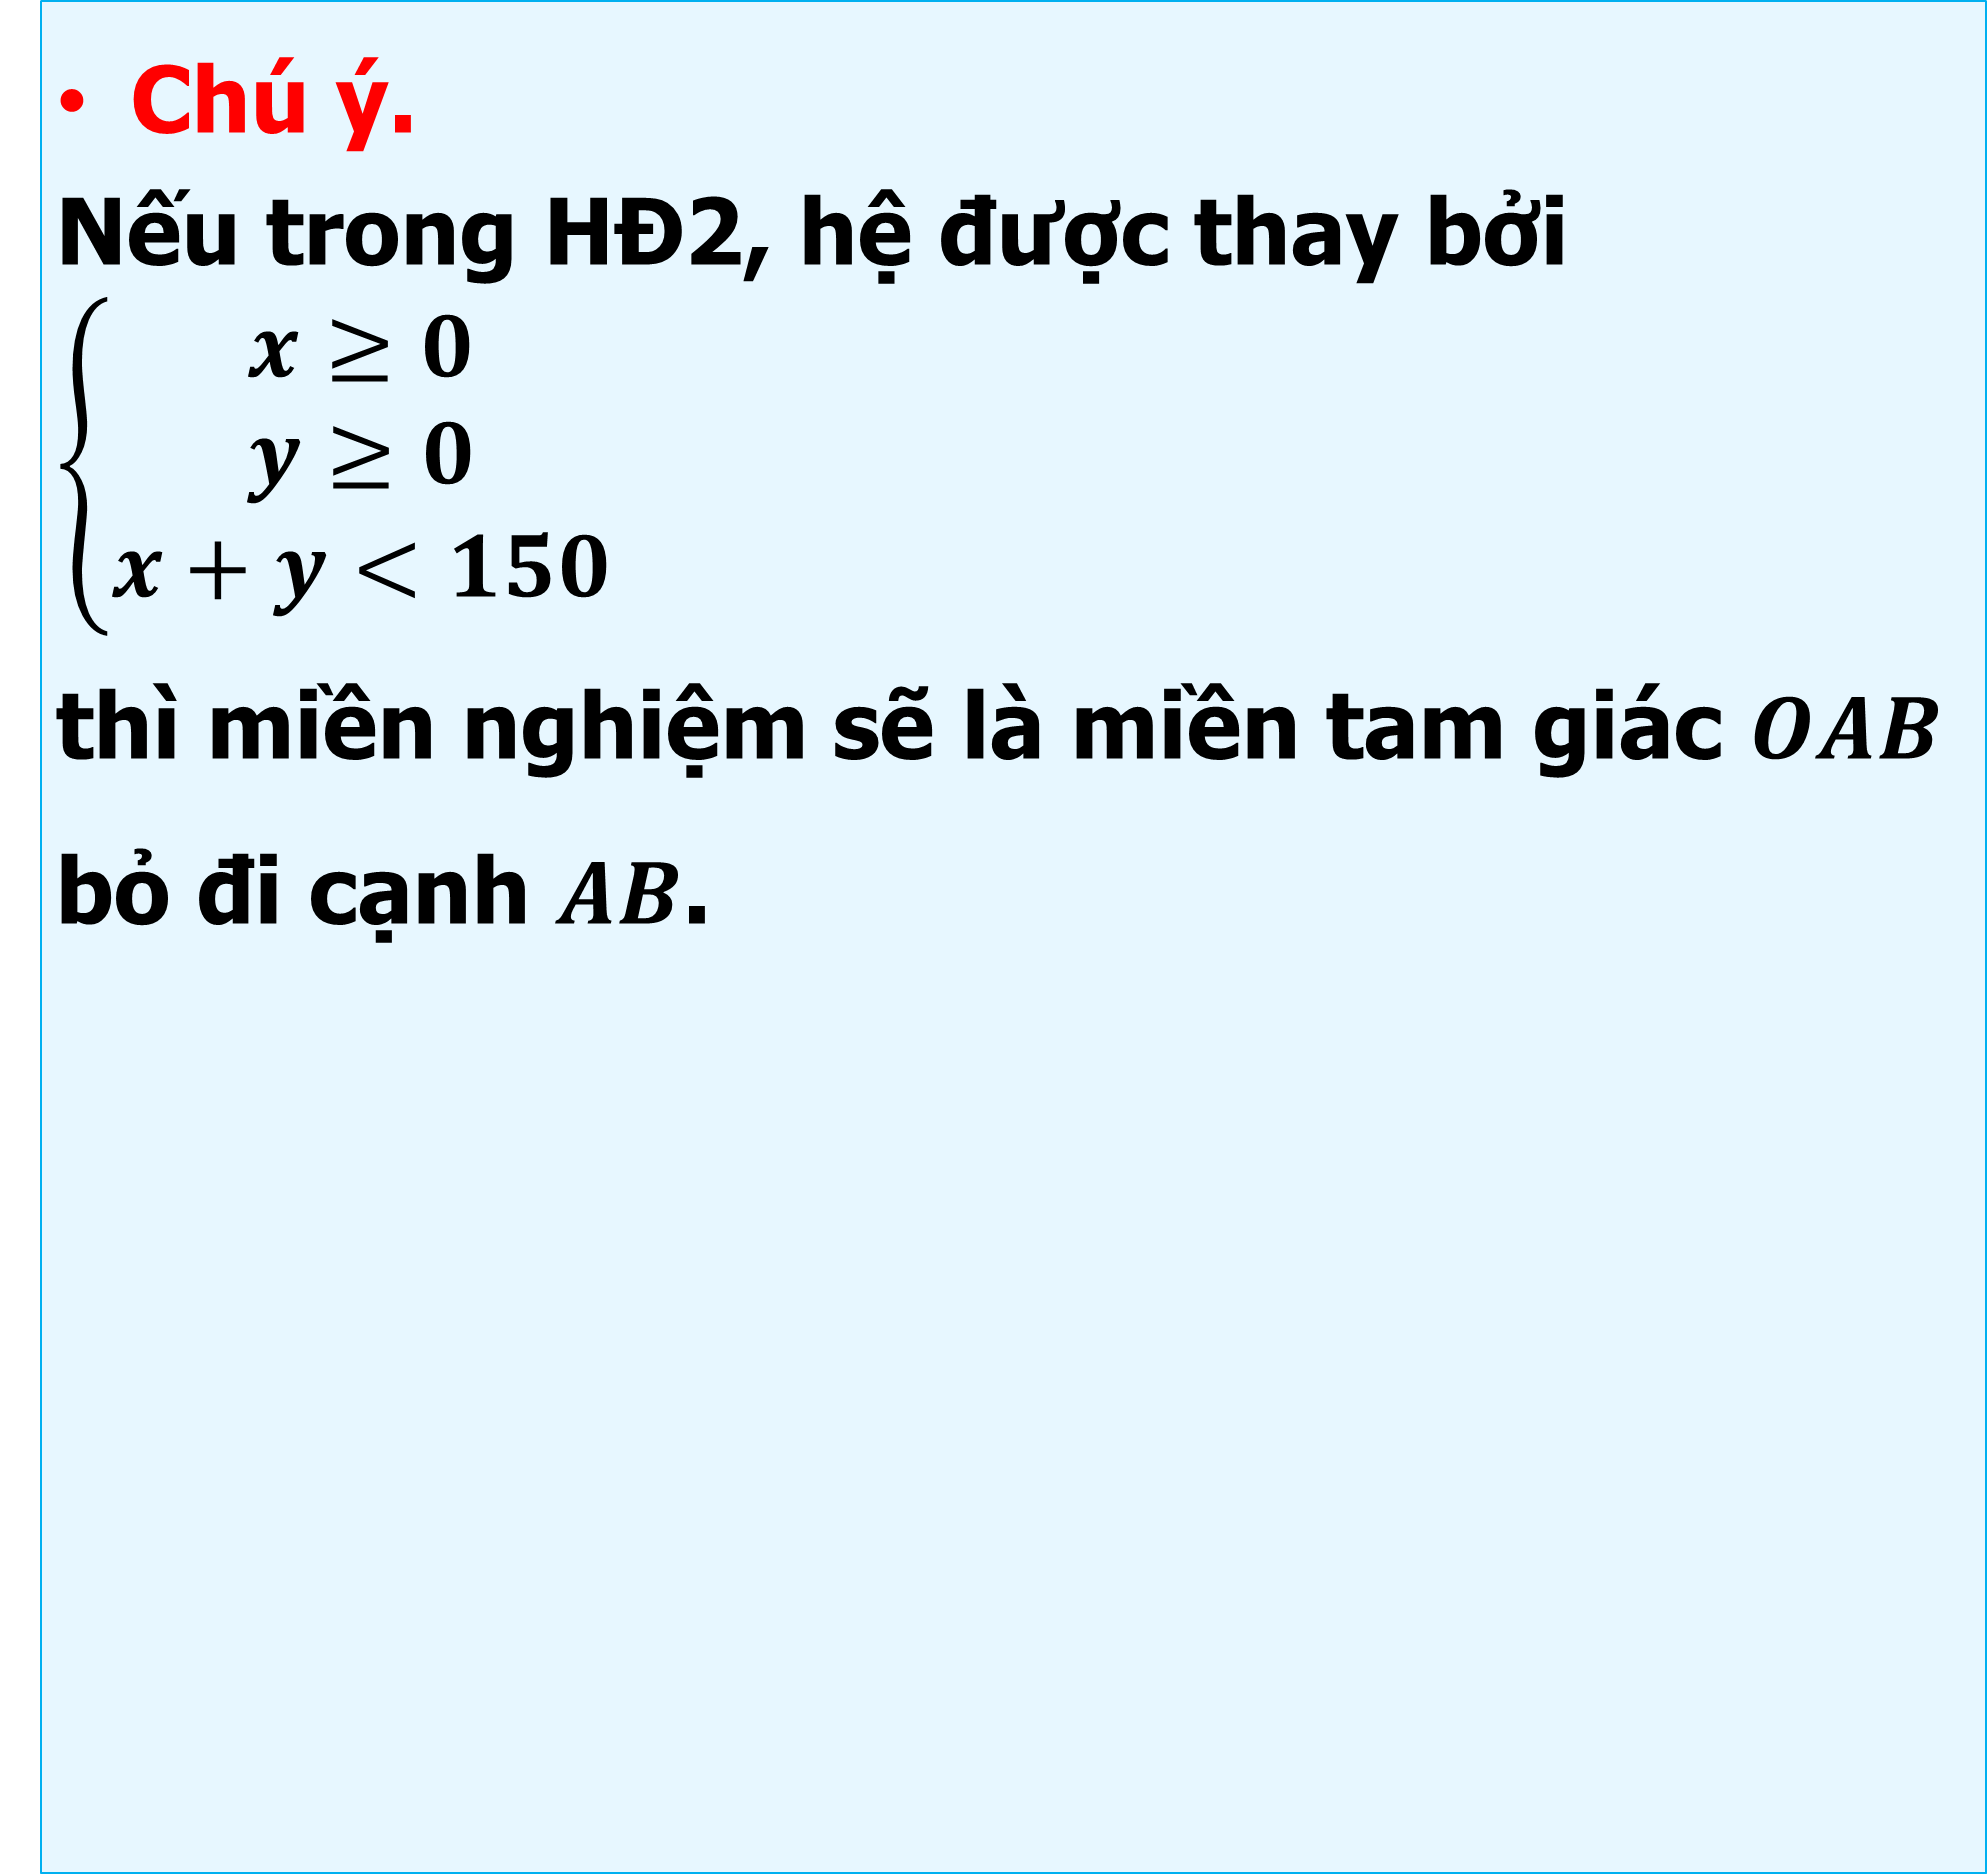 • Chú ý.
Nếu trong HĐ2, hệ được thay bởi
x ≥ 0
y ≥ 0
x + y < 150
thì miền nghiệm sẽ là miền tam giác OAB
bỏ đi cạnh AB.